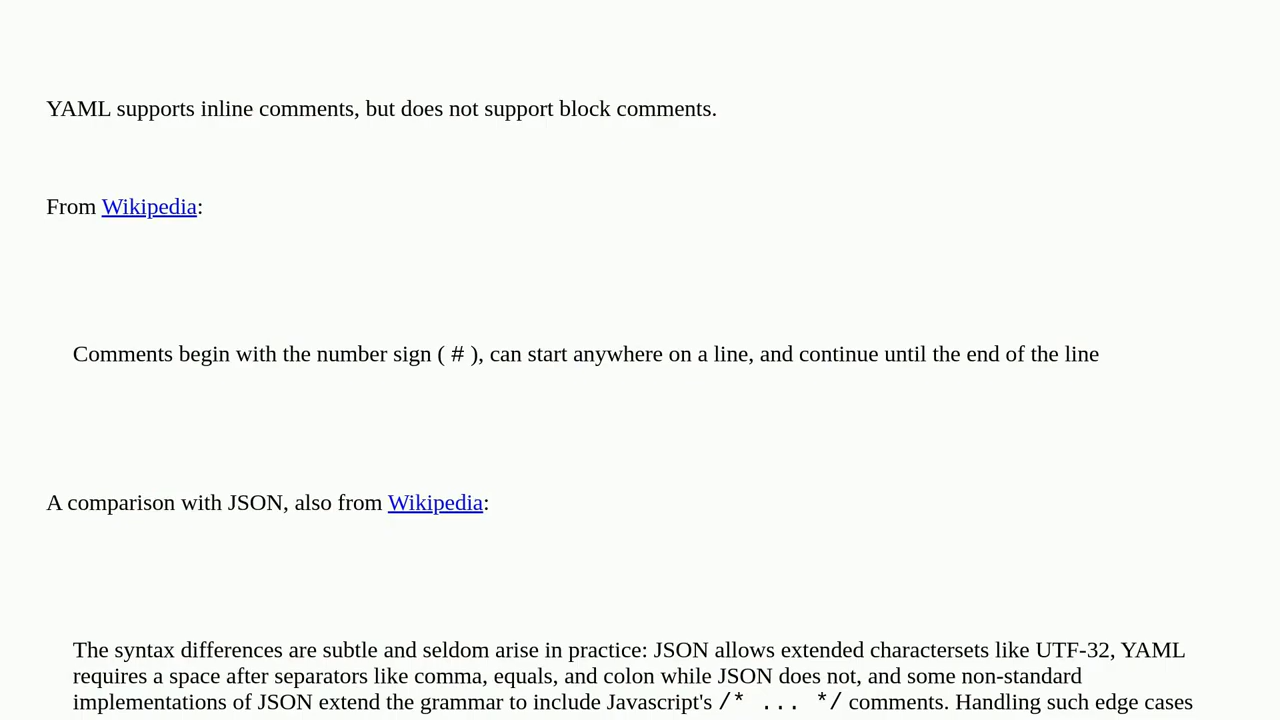 YAML supports inline comments, but does not support block comments.
From Wikipedia:
Comments begin with the number sign ( # ), can start anywhere on a line, and continue until the end of the line
A comparison with JSON, also from Wikipedia:
The syntax differences are subtle and seldom arise in practice: JSON allows extended charactersets like UTF-32, YAML
requires a space after separators like comma, equals, and colon while JSON does not, and some non-standard
implementations of JSON extend the grammar to include Javascript's /* ... */ comments. Handling such edge cases